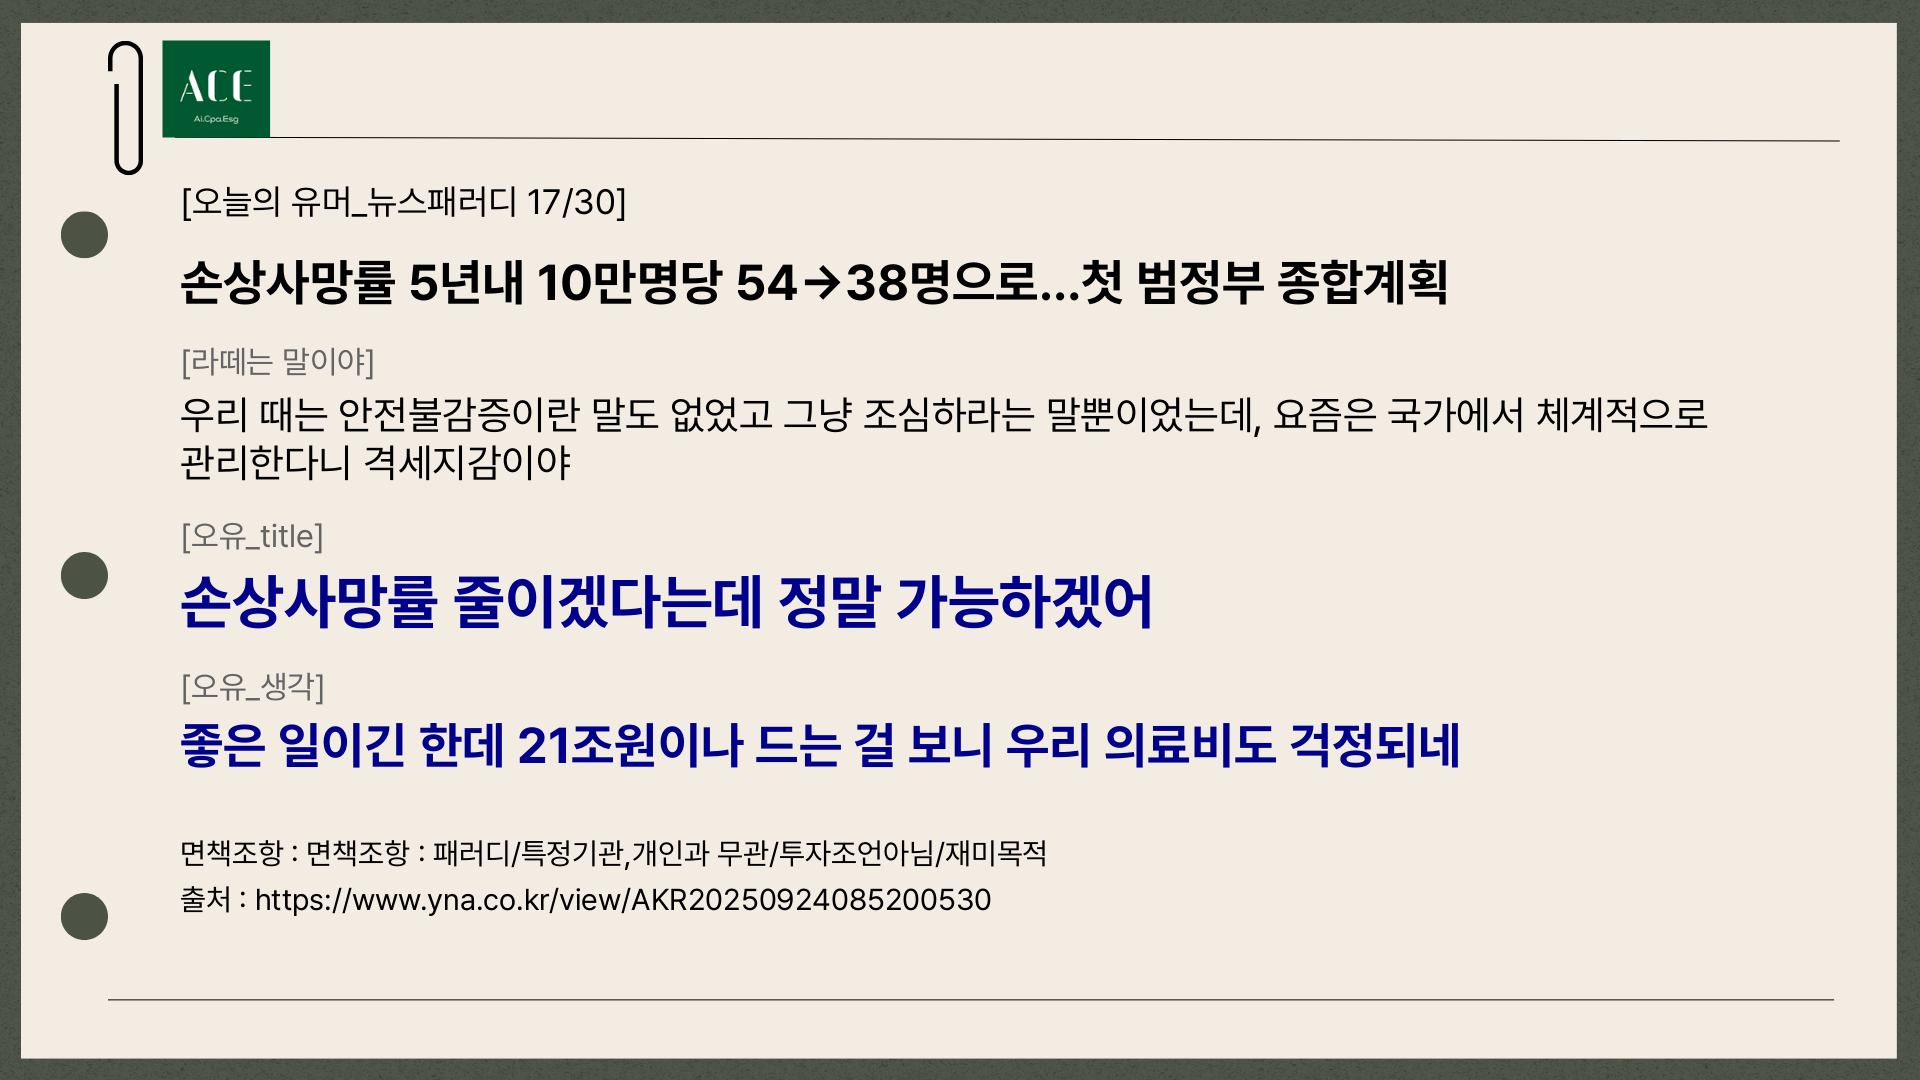 ACE
Ai.Cpa.Esg
[오늘의 유머_뉴스패러디 17/30]
손상사망률 5년내 10만명당 54→38명으로...첫 범정부 종합계획
[라떼는 말이야]
우리 때는 안전불감증이란 말도 없었고 그냥 조심하라는 말뿐이었는데, 요즘은 국가에서 체계적으로
관리한다니 격세지감이야
[오유_title]
손상사망률 줄이겠다는데 정말 가능하겠어
[오유_생각]
좋은 일이긴 한데 21조원이나 드는 걸 보니 우리 의료비도 걱정되네
면책조항 : 면책조항 : 패러디/특정기관,개인과 무관/투자조언아님/재미목적
출처 : https://www.yna.co.kr/view/AKR20250924085200530